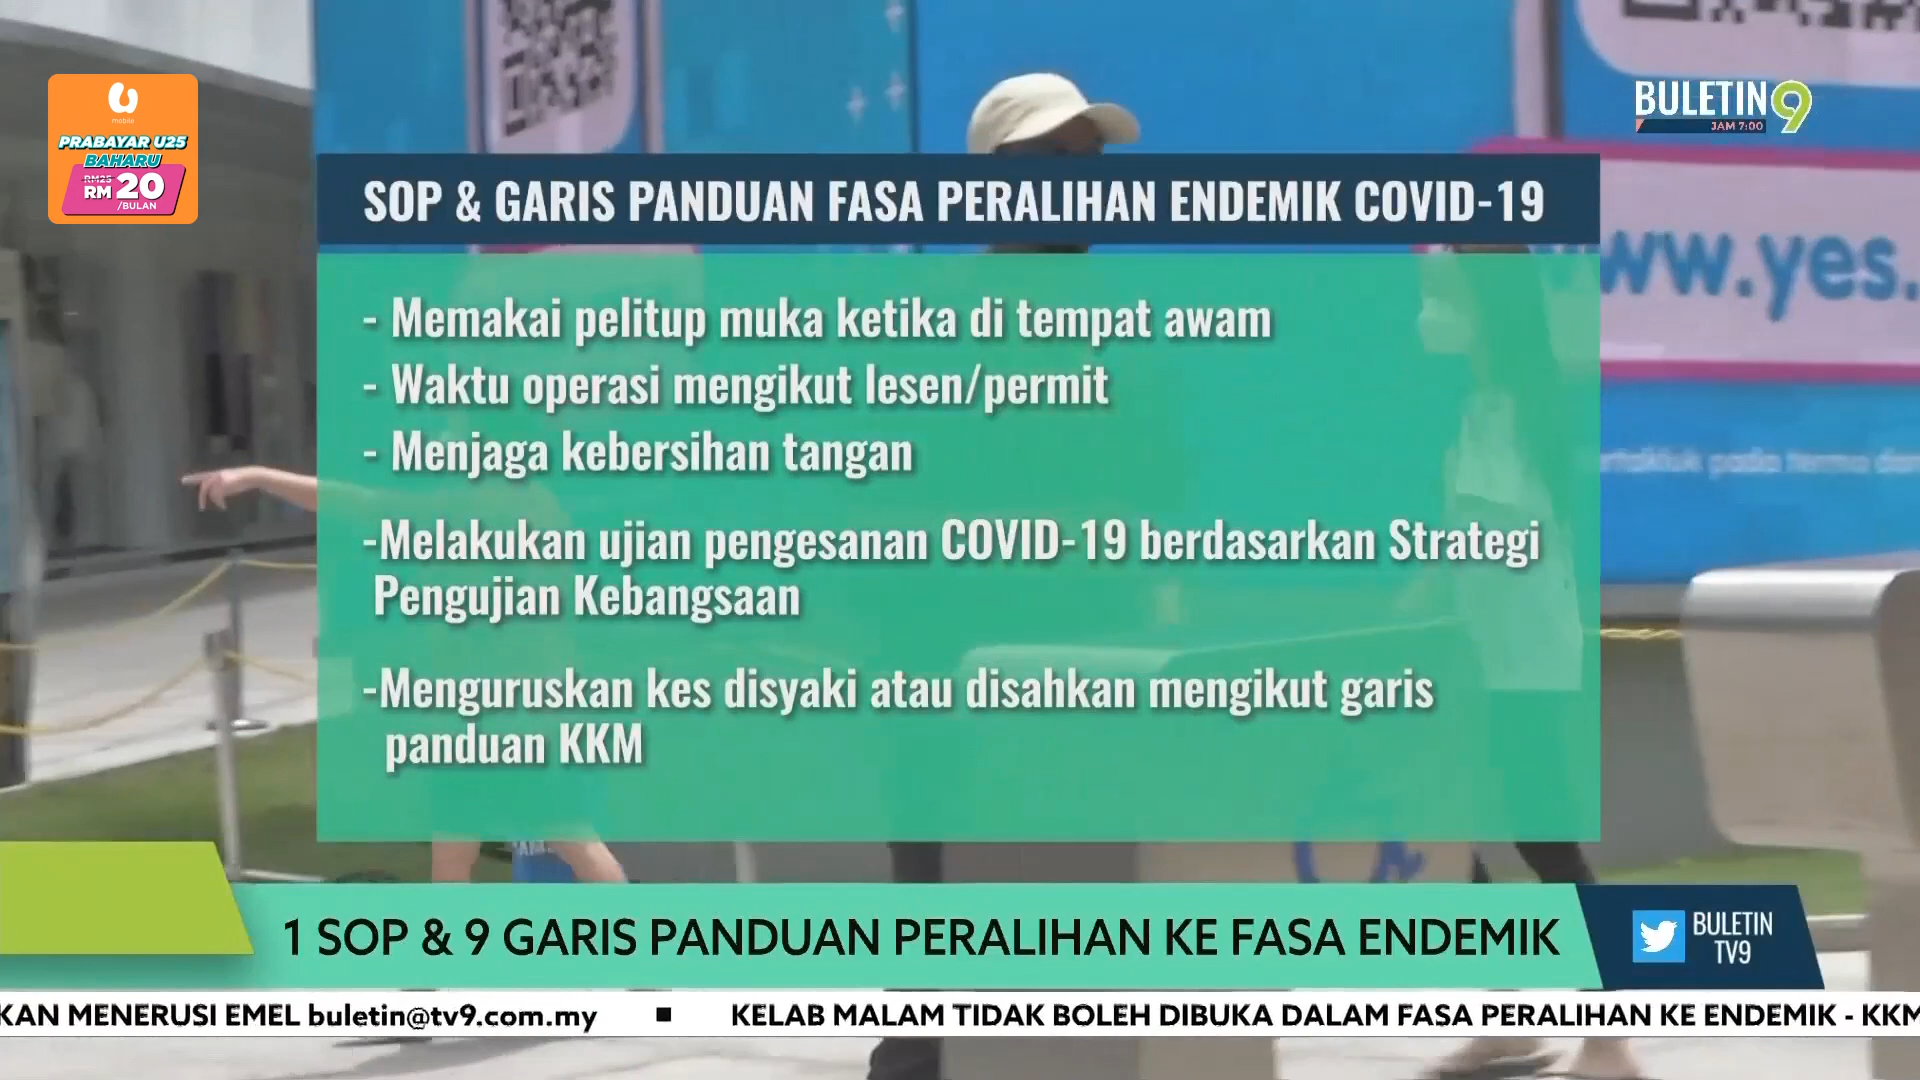 U
mobile
PRABAYAR U25
BAHARU
RM25
RM 20
/BULAN
BULETIN 9
JAM 7:00
SOP & GARIS PANDUAN FASA PERALIHAN ENDEMIK COVID-19
www.yes.
- Memakai pelitup muka ketika di tempat awam
- Waktu operasi mengikut lesen/permit
- Menjaga kebersihan tangan
-Melakukan ujian pengesanan COVID-19 berdasarkan Strategi
Pengujian Kebangsaan
-Menguruskan kes disyaki atau disahkan mengikut garis
panduan KKM
1 SOP & 9 GARIS PANDUAN PERALIHAN KE FASA ENDEMIK
BULETIN
TV9
KAN MENERUSI EMEL buletin@tv9.com.my ■ KELAB MALAM TIDAK BOLEH DIBUKA DALAM FASA PERALIHAN KE ENDEMIK - KKM